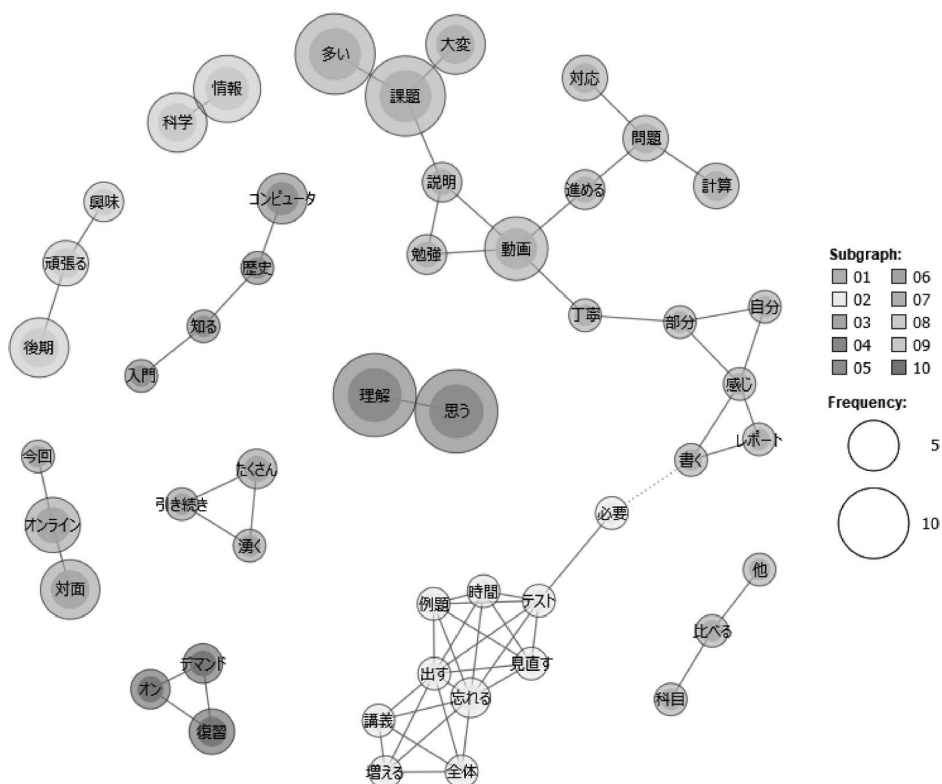 多い
大変
課題
情報
科学
対応
問題
計算
説明
進める
勉強
動画
コンピュータ
興味
頑張る
歴史
後期
知る
入門
丁寧
部分
自分
感じ
レポート
書く
理解
思う
今回
オンライン
対面
たくさん
引き続き
湧く
必要
他
比べる
科目
時間
例題
テスト
見直す
出す
忘れる
講義
増える
全体
デマンド
オン
復習
Subgraph:
01 06
02 07
03 08
04 09
05 10
Frequency:
5
10